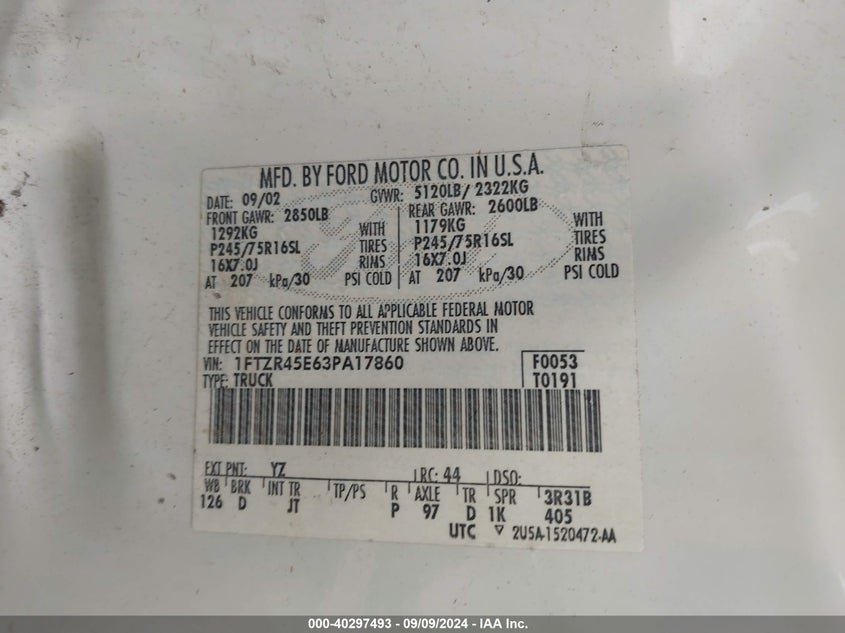 MFD. BY FORD MOTOR CO. IN U.S.A.
DATE: 09/02 GVWR: 5120LB/ 2322KG
FRONT GAWR: 2850LB REAR GAWR: 2600LB
1292KG WITH 1179KG WITH
P245/75R16SL TIRES P245/75R16SL TIRES
16X7.0J RIMS 16X7.0J RIMS
AT 207 kPa/30 PSI COLD AT 207 kPa/30 PSI COLD
THIS VEHICLE CONFORMS TO ALL APPLICABLE FEDERAL MOTOR
VEHICLE SAFETY AND THEFT PREVENTION STANDARDS IN
EFFECT ON THE DATE OF MANUFACTURE SHOWN ABOVE.
VIN: 1FTZR45E63PA17860 F0053
TYPE: TRUCK T0191
EXT PNT: YZ RC: 44 DSO:
WB BRK INT TR TP/PS R AXLE TR SPR 3R31B
126 D JT P 97 D 1K 405
UTC ▽ 2U5A-1520472-AA
000-40297493 - 09/09/2024 - IAA Inc.